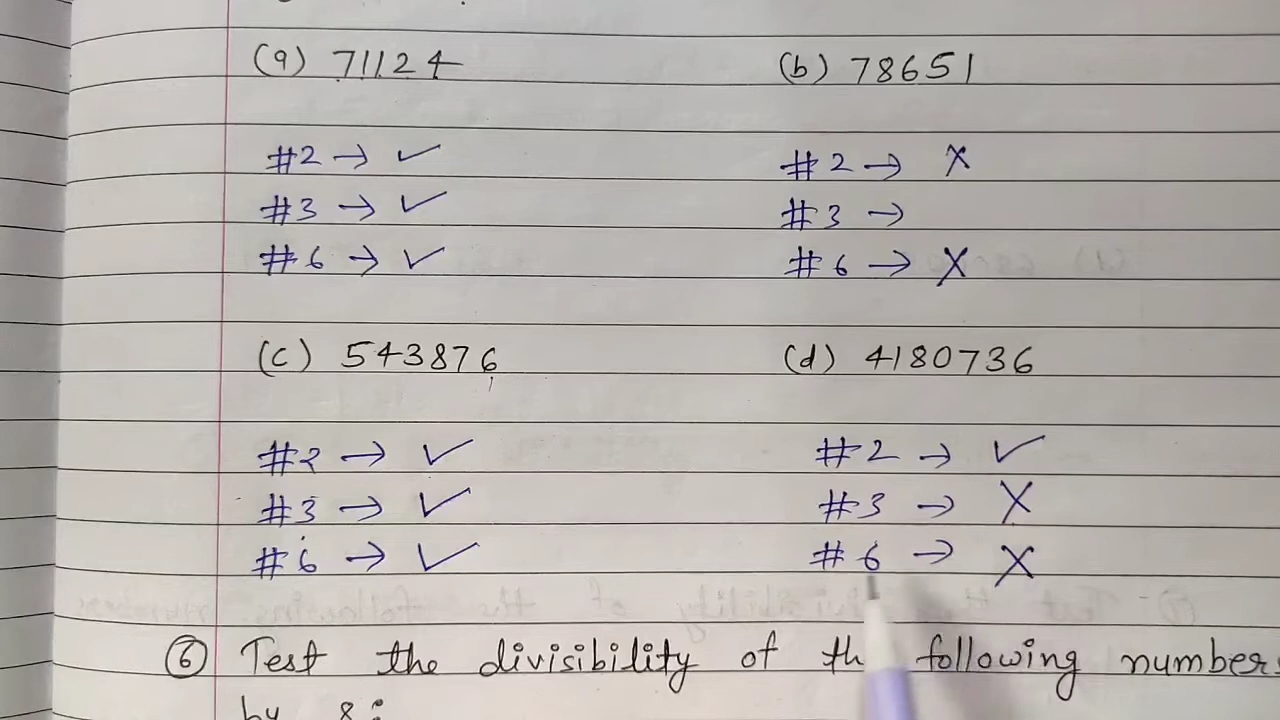 (a) 71124 (b) 78651
#2 → ✓ #2 → ✗
#3 → ✓ #3 →
#6 → ✓ #6 → ✗
(c) 543876 (d) 4180736
#2 → ✓ #2 → ✓
#3 → ✓ #3 → ✗
#6 → ✓ #6 → ✗
⑥ Test the divisibility of th following number
by 8: